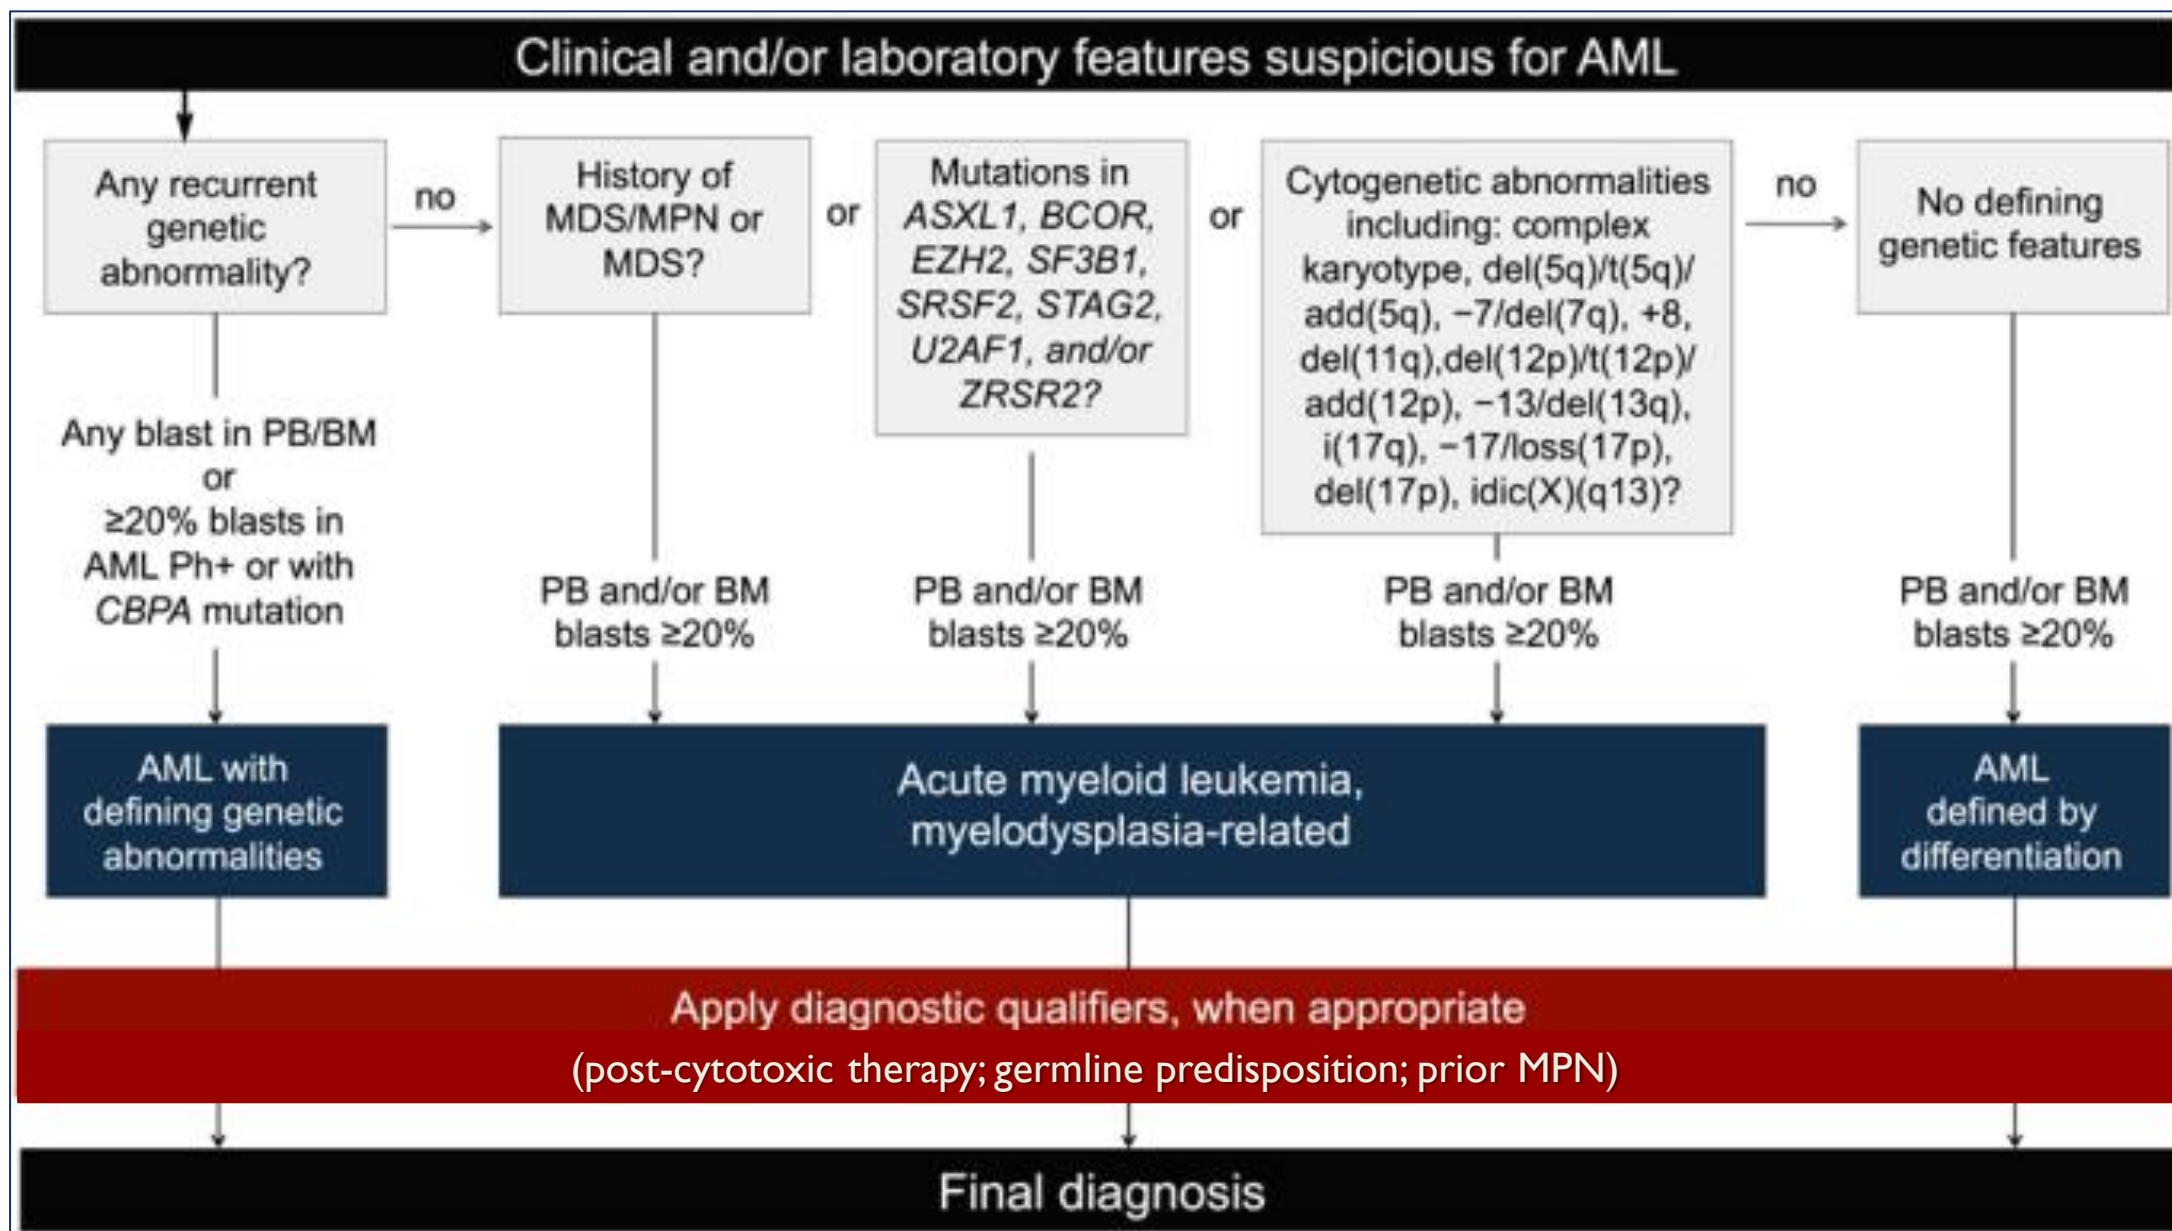 Clinical and/or laboratory features suspicious for AML
Any recurrent
genetic
abnormality?
no
History of
MDS/MPN or
MDS?
or
Mutations in
ASXL1, BCOR,
EZH2, SF3B1,
SRSF2, STAG2,
U2AF1, and/or
ZRSR2?
or
Cytogenetic abnormalities
including: complex
karyotype, del(5q)/t(5q)/
add(5q), −7/del(7q), +8,
del(11q),del(12p)/t(12p)/
add(12p), −13/del(13q),
i(17q), −17/loss(17p),
del(17p), idic(X)(q13)?
no
No defining
genetic features
Any blast in PB/BM
or
≥20% blasts in
AML Ph+ or with
CBPA mutation
PB and/or BM
blasts ≥20%
PB and/or BM
blasts ≥20%
PB and/or BM
blasts ≥20%
PB and/or BM
blasts ≥20%
AML with
defining genetic
abnormalities
Acute myeloid leukemia,
myelodysplasia-related
AML
defined by
differentiation
Apply diagnostic qualifiers, when appropriate
(post-cytotoxic therapy; germline predisposition; prior MPN)
Final diagnosis